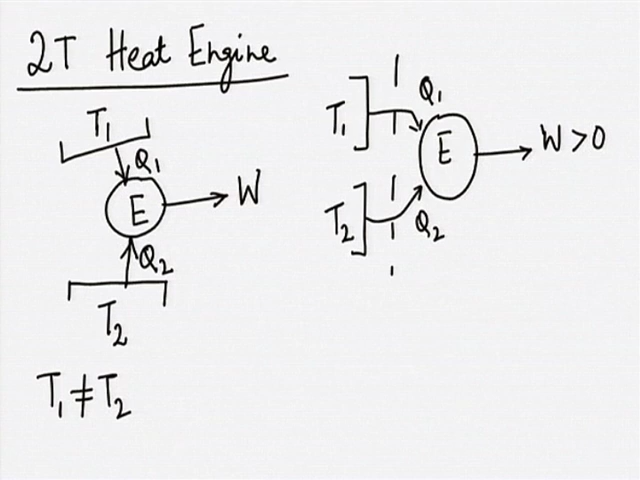 2T Heat Engine
T₁
Q₁
E
W
Q₂
T₂
T₁ ≠ T₂
T₁
Q₁
E
W > 0
T₂
Q₂